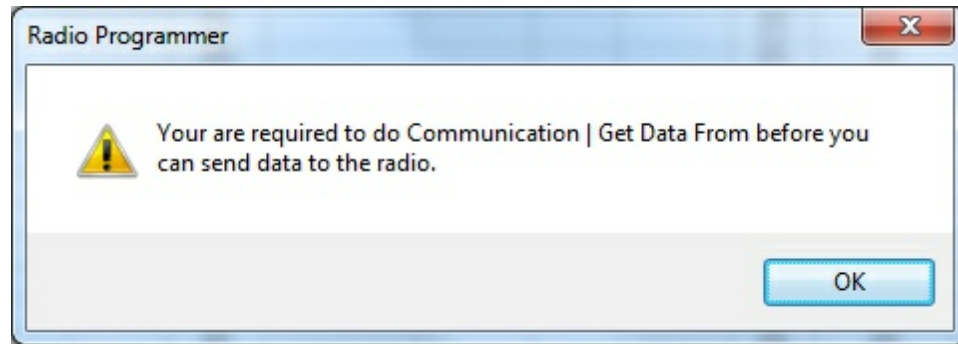 Radio Programmer
Your are required to do Communication | Get Data From before you
can send data to the radio.
OK